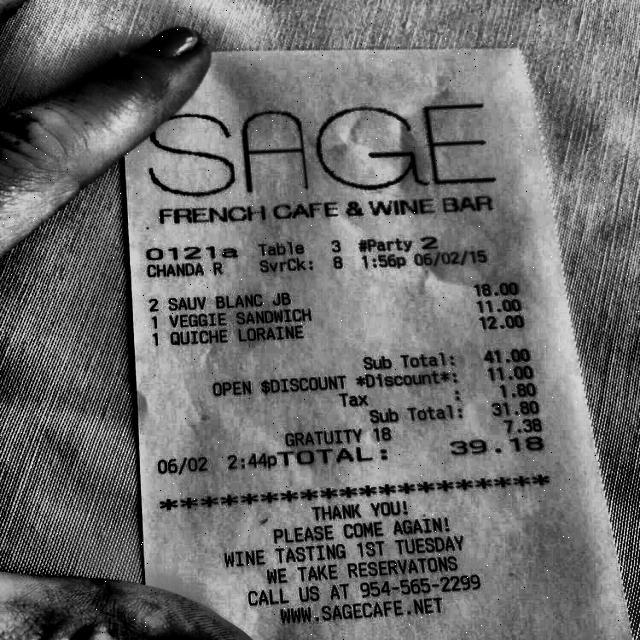 SAGE
FRENCH CAFE & WINE BAR
0121a Table 3 #Party 2
CHANDA R SvrCk: 8 1:56p 06/02/15
2 SAUV BLANC JB 18.00
1 VEGGIE SANDWICH 11.00
1 QUICHE LORAINE 12.00
Sub Total: 41.00
OPEN $DISCOUNT *Discount*: 11.00
Tax : 1.80
Sub Total: 31.80
GRATUITY 18 7.38
06/02 2:44pTOTAL: 39.18
******************************
THANK YOU!
PLEASE COME AGAIN!
WINE TASTING 1ST TUESDAY
WE TAKE RESERVATONS
CALL US AT 954-565-2299
WWW.SAGECAFE.NET